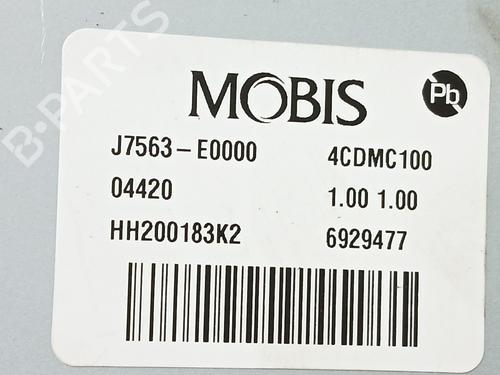 B-PARTS
MOBIS
Pb
J7563-E0000 4CDMC100
04420 1.00 1.00
HH200183K2 6929477